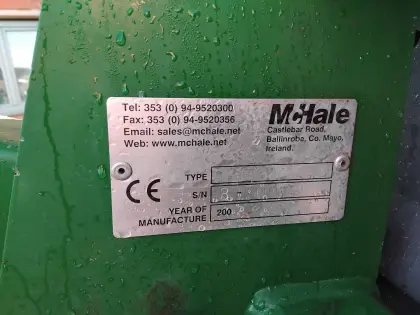 Tel: 353 (0) 94-9520300
Fax: 353 (0) 94-9520356
Email: sales@mchale.net
Web: www.mchale.net
McHale
Castlebar Road,
Ballinrobe, Co. Mayo,
Ireland.
CE
TYPE
S/N
YEAR OF
MANUFACTURE
200